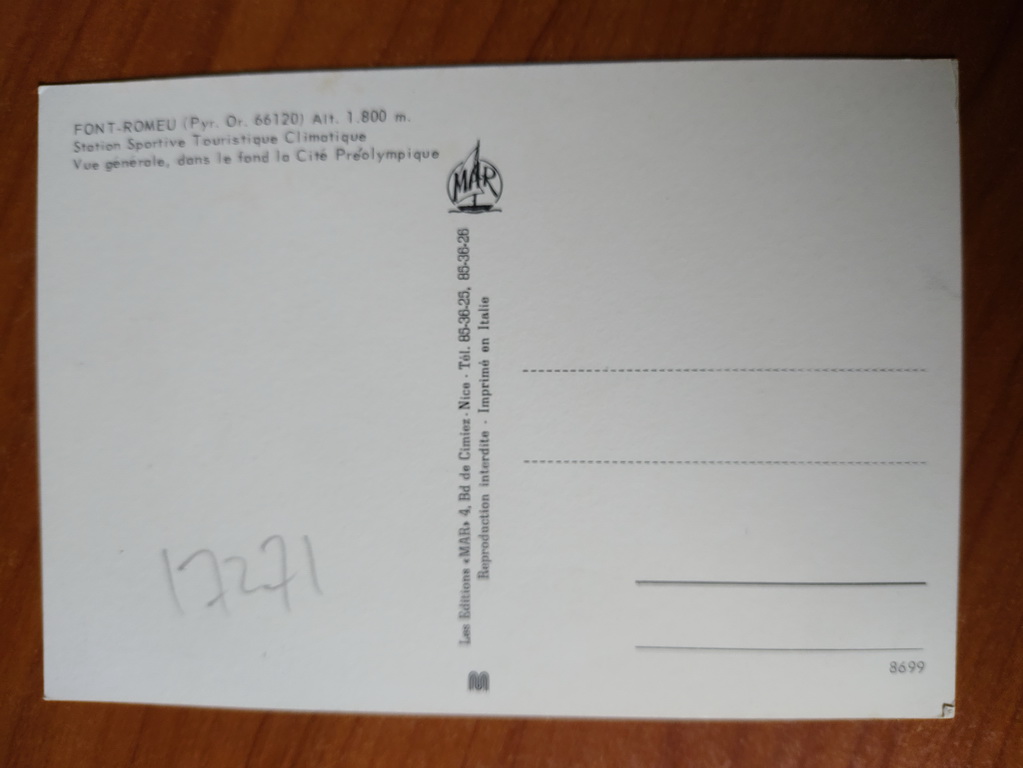 FONT-ROMEU (Pyr. Or. 66120) Alt. 1.800 m.
Station Sportive Touristique Climatique
Vue générale, dans le fond la Cité Préolympique
MAR
Les Editions «MAR» 4, Bd de Cimiez - Nice - Tél. 85-36-25, 85-36-26
Reproduction interdite - Imprimé en Italie
17271
M
8699